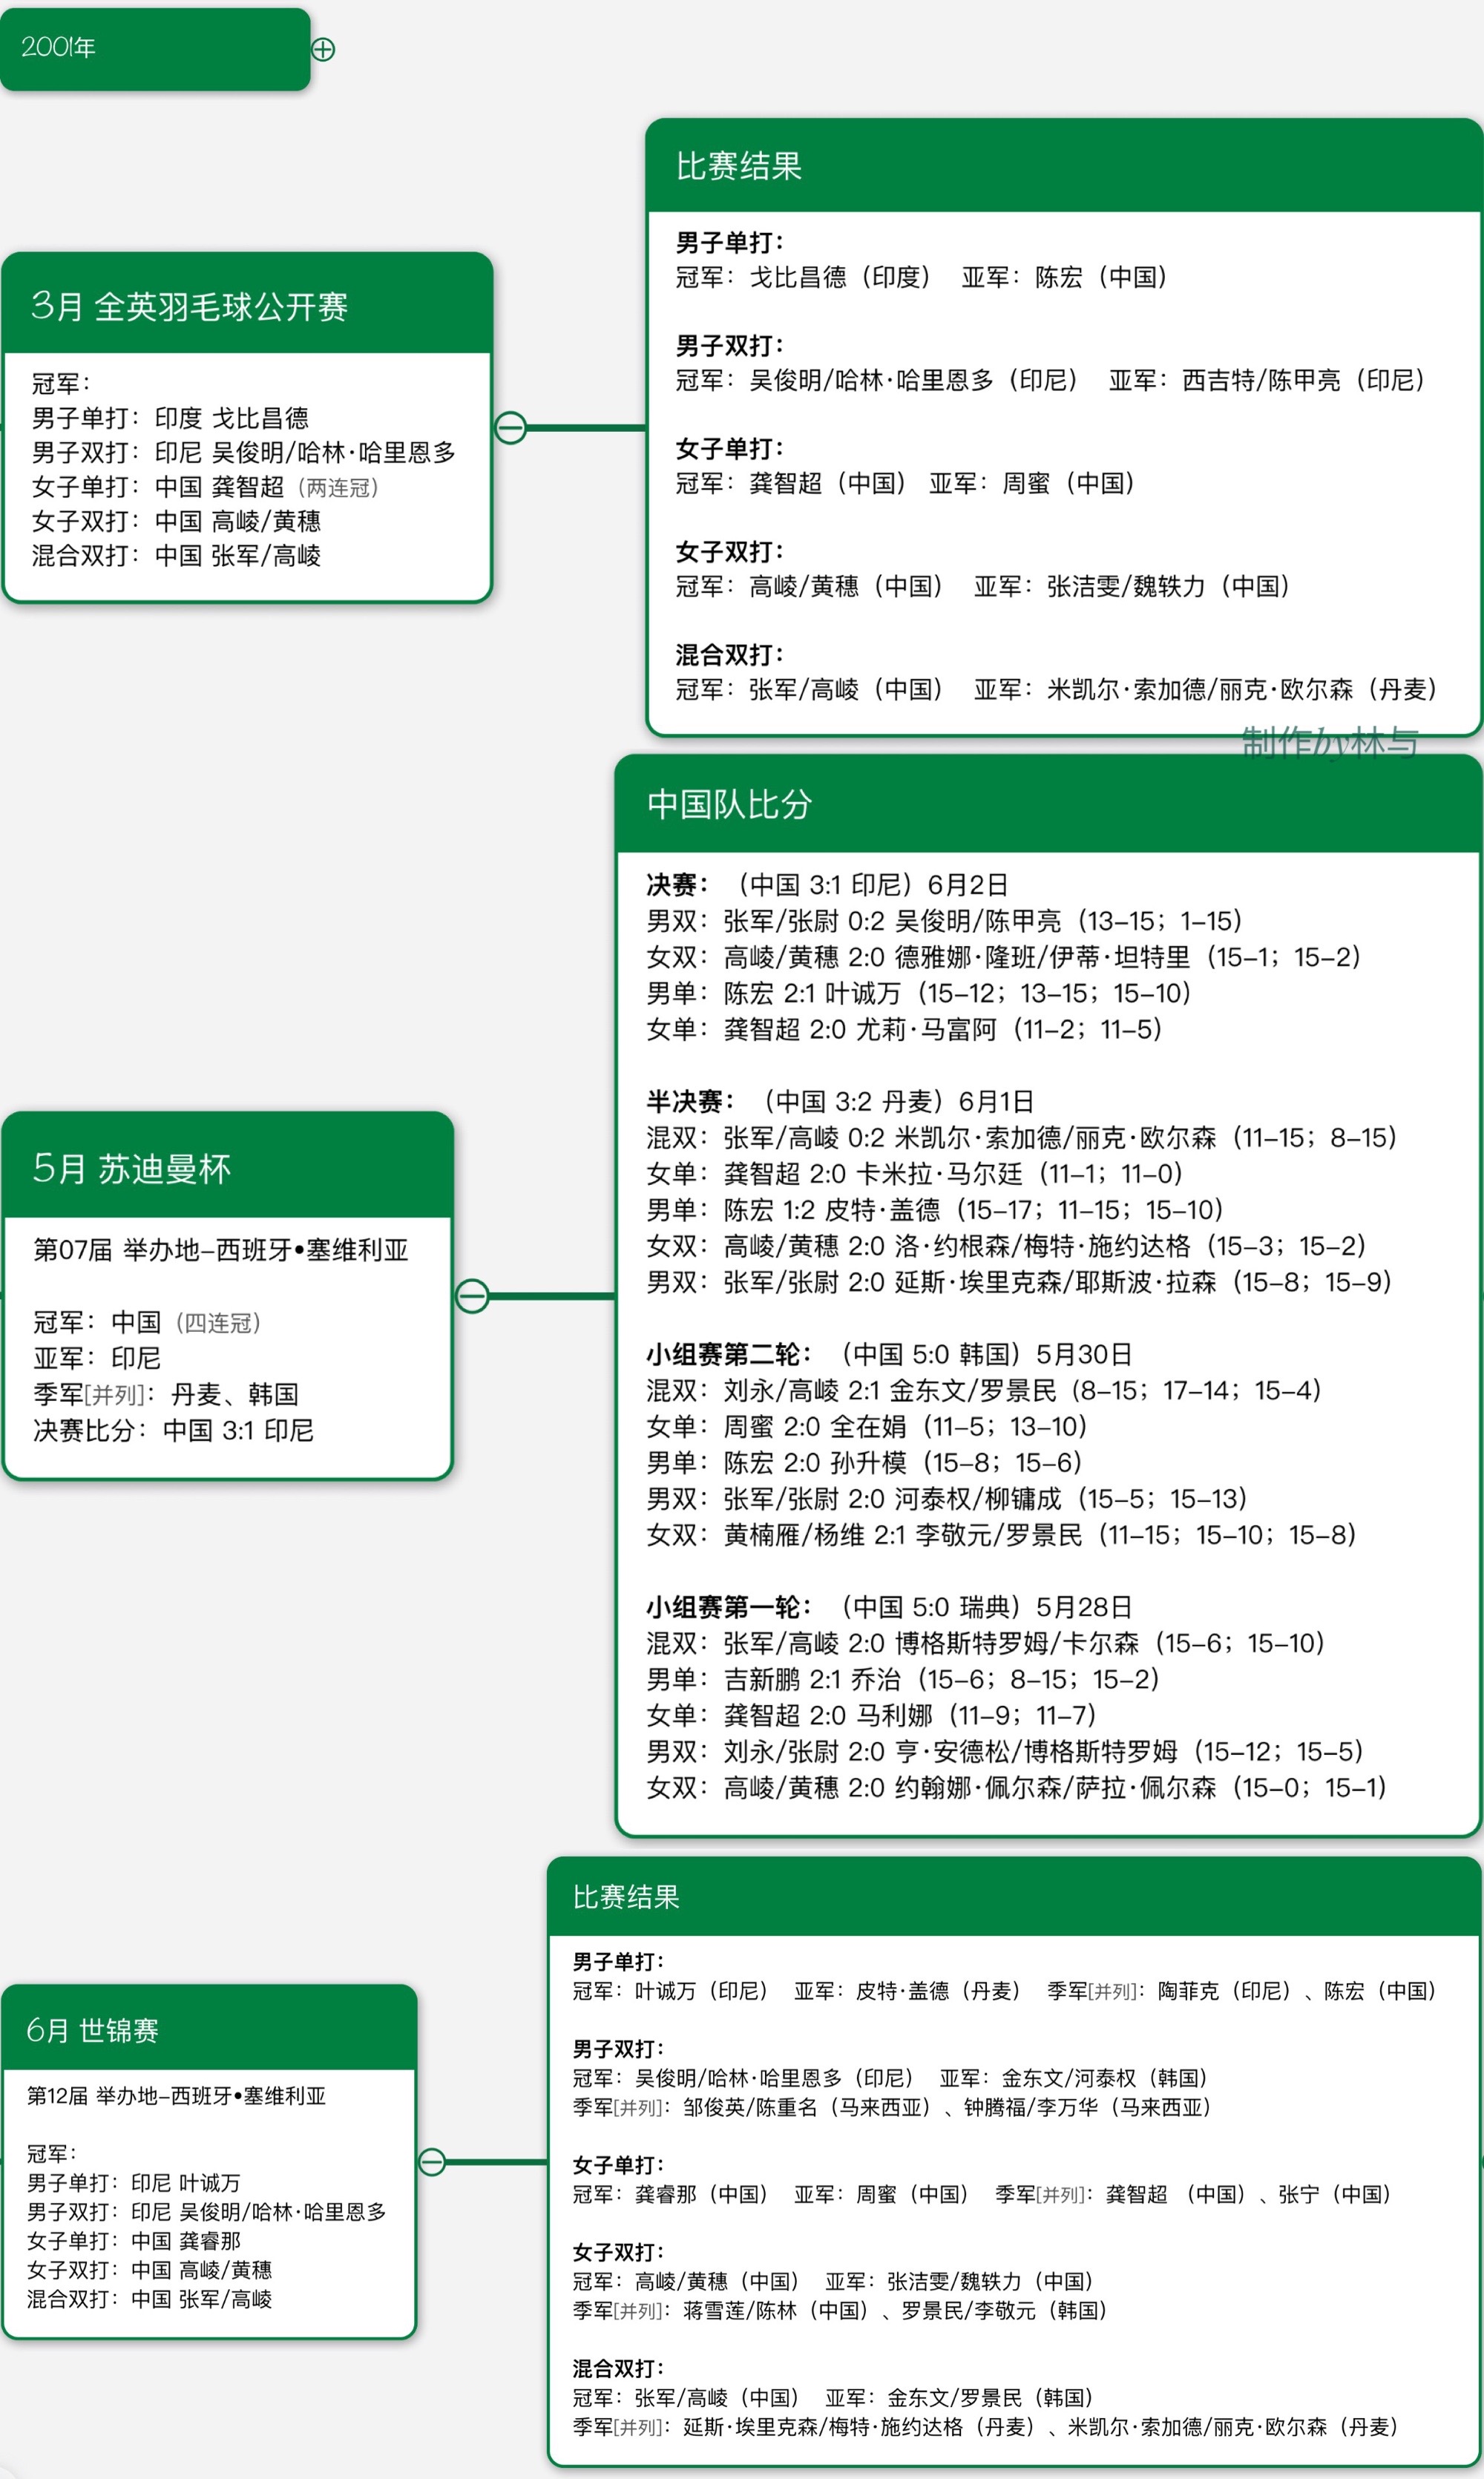 2001年
3月 全英羽毛球公开赛
冠军：
男子单打：印度 戈比昌德
男子双打：印尼 吴俊明/哈林·哈里恩多
女子单打：中国 龚智超（两连冠）
女子双打：中国 高崚/黄穗
混合双打：中国 张军/高崚
比赛结果
男子单打：
冠军：戈比昌德（印度） 亚军：陈宏（中国）
男子双打：
冠军：吴俊明/哈林·哈里恩多（印尼） 亚军：西吉特/陈甲亮（印尼）
女子单打：
冠军：龚智超（中国） 亚军：周蜜（中国）
女子双打：
冠军：高崚/黄穗（中国） 亚军：张洁雯/魏轶力（中国）
混合双打：
冠军：张军/高崚（中国） 亚军：米凯尔·索加德/丽克·欧尔森（丹麦）
制作by林与
5月 苏迪曼杯
第07届 举办地–西班牙•塞维利亚
冠军：中国（四连冠）
亚军：印尼
季军[并列]：丹麦、韩国
决赛比分：中国 3:1 印尼
中国队比分
决赛：（中国 3:1 印尼）6月2日
男双：张军/张尉 0:2 吴俊明/陈甲亮（13–15；1–15）
女双：高崚/黄穗 2:0 德雅娜·隆班/伊蒂·坦特里（15–1；15–2）
男单：陈宏 2:1 叶诚万（15–12；13–15；15–10）
女单：龚智超 2:0 尤莉·马富阿（11–2；11–5）
半决赛：（中国 3:2 丹麦）6月1日
混双：张军/高崚 0:2 米凯尔·索加德/丽克·欧尔森（11–15；8–15）
女单：龚智超 2:0 卡米拉·马尔廷（11–1；11–0）
男单：陈宏 1:2 皮特·盖德（15–17；11–15；15–10）
女双：高崚/黄穗 2:0 洛·约根森/梅特·施约达格（15–3；15–2）
男双：张军/张尉 2:0 延斯·埃里克森/耶斯波·拉森（15–8；15–9）
小组赛第二轮：（中国 5:0 韩国）5月30日
混双：刘永/高崚 2:1 金东文/罗景民（8–15；17–14；15–4）
女单：周蜜 2:0 全在娟（11–5；13–10）
男单：陈宏 2:0 孙升模（15–8；15–6）
男双：张军/张尉 2:0 河泰权/柳镛成（15–5；15–13）
女双：黄楠雁/杨维 2:1 李敬元/罗景民（11–15；15–10；15–8）
小组赛第一轮：（中国 5:0 瑞典）5月28日
混双：张军/高崚 2:0 博格斯特罗姆/卡尔森（15–6；15–10）
男单：吉新鹏 2:1 乔治（15–6；8–15；15–2）
女单：龚智超 2:0 马利娜（11–9；11–7）
男双：刘永/张尉 2:0 亨·安德松/博格斯特罗姆（15–12；15–5）
女双：高崚/黄穗 2:0 约翰娜·佩尔森/萨拉·佩尔森（15–0；15–1）
6月 世锦赛
第12届 举办地–西班牙•塞维利亚
冠军：
男子单打：印尼 叶诚万
男子双打：印尼 吴俊明/哈林·哈里恩多
女子单打：中国 龚睿那
女子双打：中国 高崚/黄穗
混合双打：中国 张军/高崚
比赛结果
男子单打：
冠军：叶诚万（印尼） 亚军：皮特·盖德（丹麦） 季军[并列]：陶菲克（印尼）、陈宏（中国）
男子双打：
冠军：吴俊明/哈林·哈里恩多（印尼） 亚军：金东文/河泰权（韩国）
季军[并列]：邹俊英/陈重名（马来西亚）、钟腾福/李万华（马来西亚）
女子单打：
冠军：龚睿那（中国） 亚军：周蜜（中国） 季军[并列]：龚智超 （中国）、张宁（中国）
女子双打：
冠军：高崚/黄穗（中国） 亚军：张洁雯/魏轶力（中国）
季军[并列]：蒋雪莲/陈林（中国）、罗景民/李敬元（韩国）
混合双打：
冠军：张军/高崚（中国） 亚军：金东文/罗景民（韩国）
季军[并列]：延斯·埃里克森/梅特·施约达格（丹麦）、米凯尔·索加德/丽克·欧尔森（丹麦）